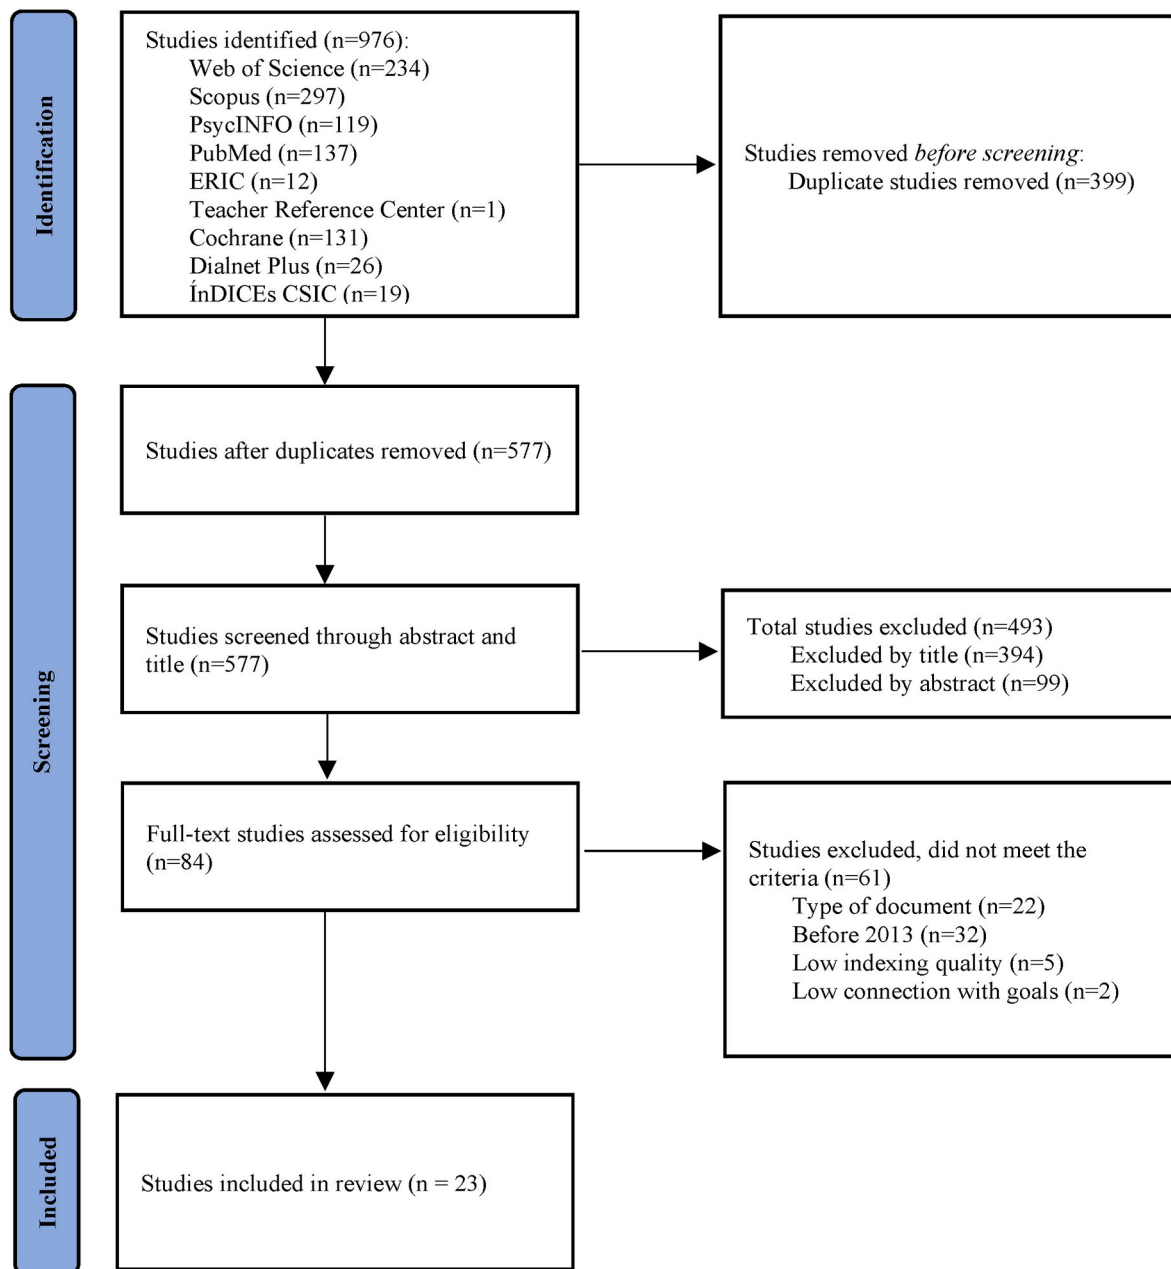 Identification
Studies identified (n=976):
Web of Science (n=234)
Scopus (n=297)
PsycINFO (n=119)
PubMed (n=137)
ERIC (n=12)
Teacher Reference Center (n=1)
Cochrane (n=131)
Dialnet Plus (n=26)
ÍnDICEs CSIC (n=19)
Studies removed before screening:
Duplicate studies removed (n=399)
Screening
Studies after duplicates removed (n=577)
Studies screened through abstract and
title (n=577)
Total studies excluded (n=493)
Excluded by title (n=394)
Excluded by abstract (n=99)
Full-text studies assessed for eligibility
(n=84)
Studies excluded, did not meet the
criteria (n=61)
Type of document (n=22)
Before 2013 (n=32)
Low indexing quality (n=5)
Low connection with goals (n=2)
Included
Studies included in review (n = 23)